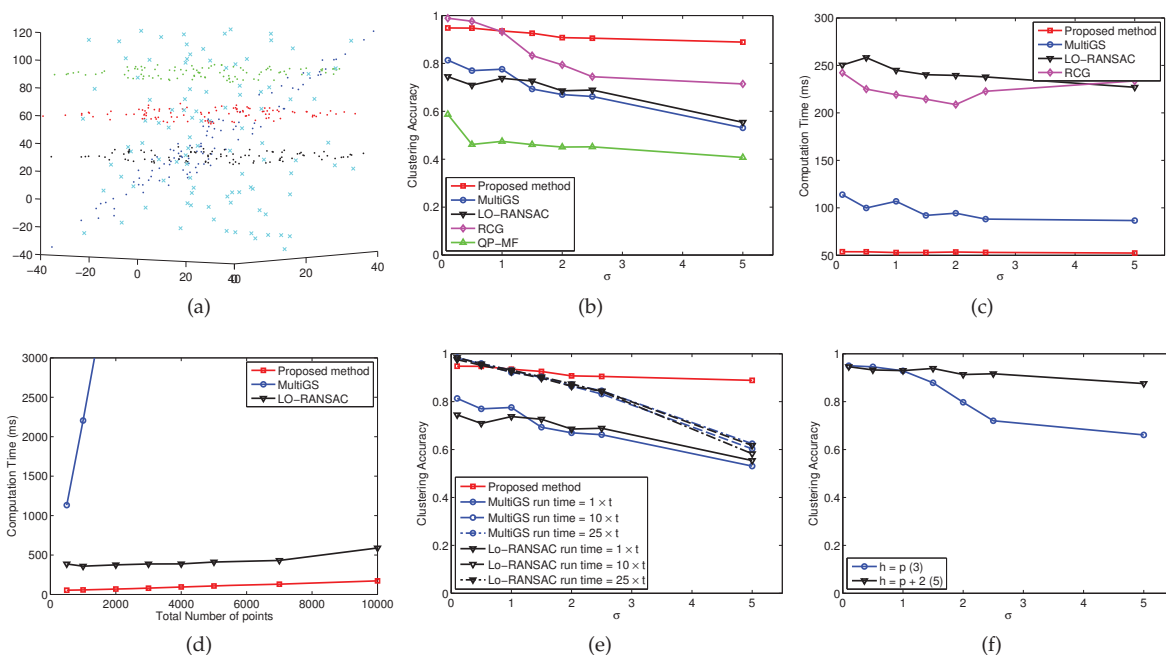 120
100
80
60
40
20
0
−20
−40
−40
−20
0
20
40
0
40
(a)
Clustering Accuracy
1
0.8
0.6
0.4
0.2
0
Proposed method
MultiGS
LO−RANSAC
RCG
QP−MF
0
1
2
3
4
5
σ
(b)
Computation Time (ms)
300
250
200
150
100
50
Proposed method
MultiGS
LO−RANSAC
RCG
0
1
2
3
4
5
σ
(c)
Computation Time (ms)
3000
2500
2000
1500
1000
500
0
Proposed method
MultiGS
LO−RANSAC
2000
4000
6000
8000
10000
Total Number of points
(d)
Clustering Accuracy
1
0.8
0.6
0.4
0.2
0
Proposed method
MultiGS run time = 1 × t
MultiGS run time = 10 × t
MultiGS run time = 25 × t
Lo−RANSAC run time = 1 × t
Lo−RANSAC run time = 10 × t
Lo−RANSAC run time = 25 × t
0
1
2
3
4
5
σ
(e)
Clustering Accuracy
1
0.8
0.6
0.4
0.2
0
h = p (3)
h = p + 2 (5)
0
1
2
3
4
5
σ
(f)